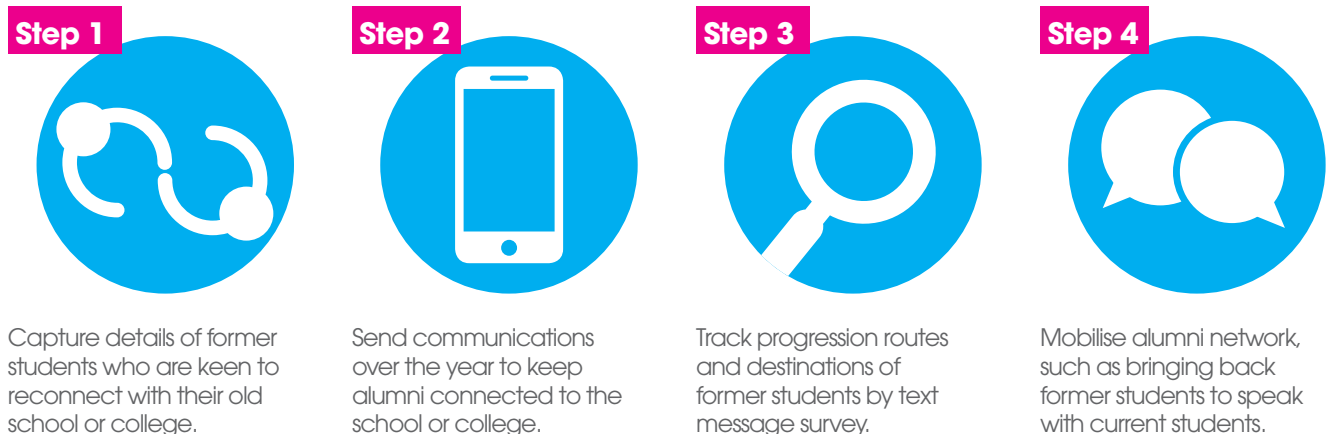 Step 1
Capture details of former
students who are keen to
reconnect with their old
school or college.
Step 2
Send communications
over the year to keep
alumni connected to the
school or college.
Step 3
Track progression routes
and destinations of
former students by text
message survey.
Step 4
Mobilise alumni network,
such as bringing back
former students to speak
with current students.